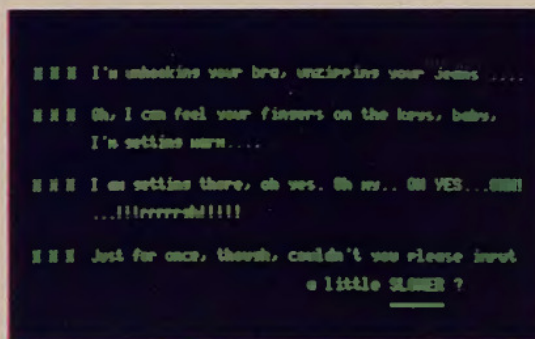 ※ ※ ※ I'm unhooking your bra, unzipping your jeans ....
※ ※ ※ Oh, I can feel your fingers on the keys, baby,
I'm getting warm....
※ ※ ※ I am getting there, oh yes. Oh my.. OH YES...
...!!!rrrrrah!!!!!
※ ※ ※ Just for once, though, couldn't you please input
a little SLOWER ?